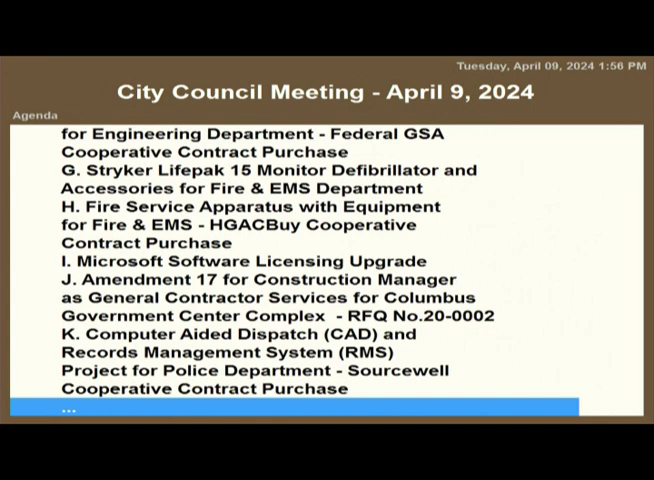 Tuesday, April 09, 2024 1:56 PM
City Council Meeting - April 9, 2024
Agenda
for Engineering Department - Federal GSA
Cooperative Contract Purchase
G. Stryker Lifepak 15 Monitor Defibrillator and
Accessories for Fire & EMS Department
H. Fire Service Apparatus with Equipment
for Fire & EMS - HGACBuy Cooperative
Contract Purchase
I. Microsoft Software Licensing Upgrade
J. Amendment 17 for Construction Manager
as General Contractor Services for Columbus
Government Center Complex - RFQ No.20-0002
K. Computer Aided Dispatch (CAD) and
Records Management System (RMS)
Project for Police Department - Sourcewell
Cooperative Contract Purchase
...